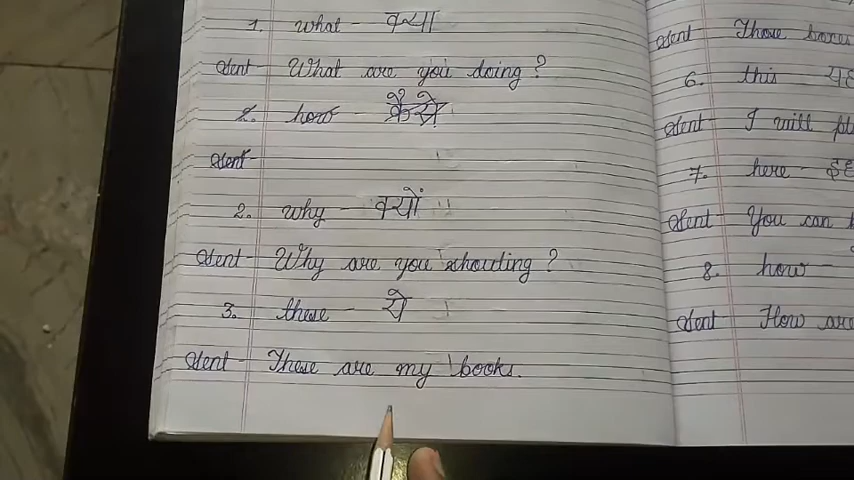 1. what - क्या
Sent - What are you doing?
2. how - कैसे
Sent -
2. why - क्यों
Sent - Why are you shouting?
3. these - ये
Sent - These are my books.
Sent Those boxes
6. this
Sent - I will
7. here -
Sent - You can
8. how -
Sent How are